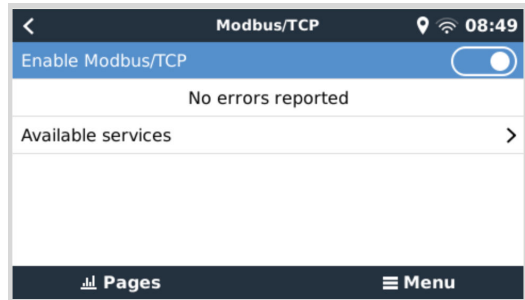 Modbus/TCP 08:49
Enable Modbus/TCP
No errors reported
Available services
Pages Menu